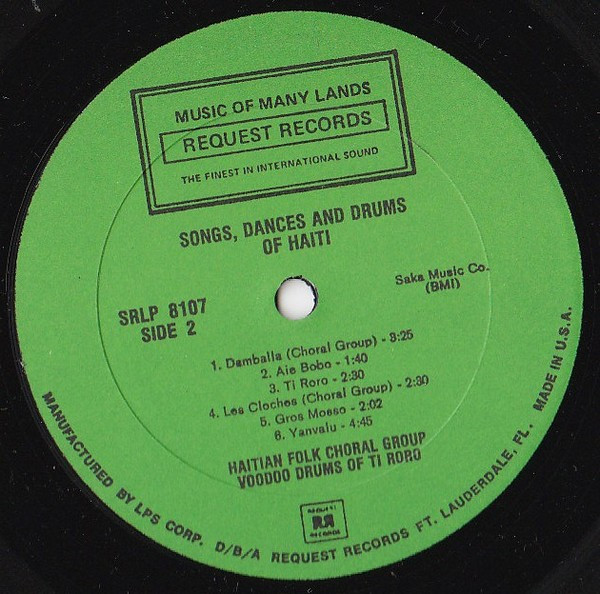 MUSIC OF MANY LANDS
REQUEST RECORDS
THE FINEST IN INTERNATIONAL SOUND
SONGS, DANCES AND DRUMS
OF HAITI
Saka Music Co.
(BMI)
SRLP 8107
SIDE 2
1. Damballa (Choral Group) - 3:25
2. Aie Bobo - 1:40
3. Ti Roro - 2:30
4. Les Cloches (Choral Group) - 2:30
5. Gros Mosso - 2:02
6. Yanvalu - 4:45
HAITIAN FOLK CHORAL GROUP
VOODOO DRUMS OF TI RORO
REQUEST
RR
RECORDS
MANUFACTURED BY LPS CORP. D/B/A REQUEST RECORDS FT. LAUDERDALE, FL. MADE IN U.S.A.